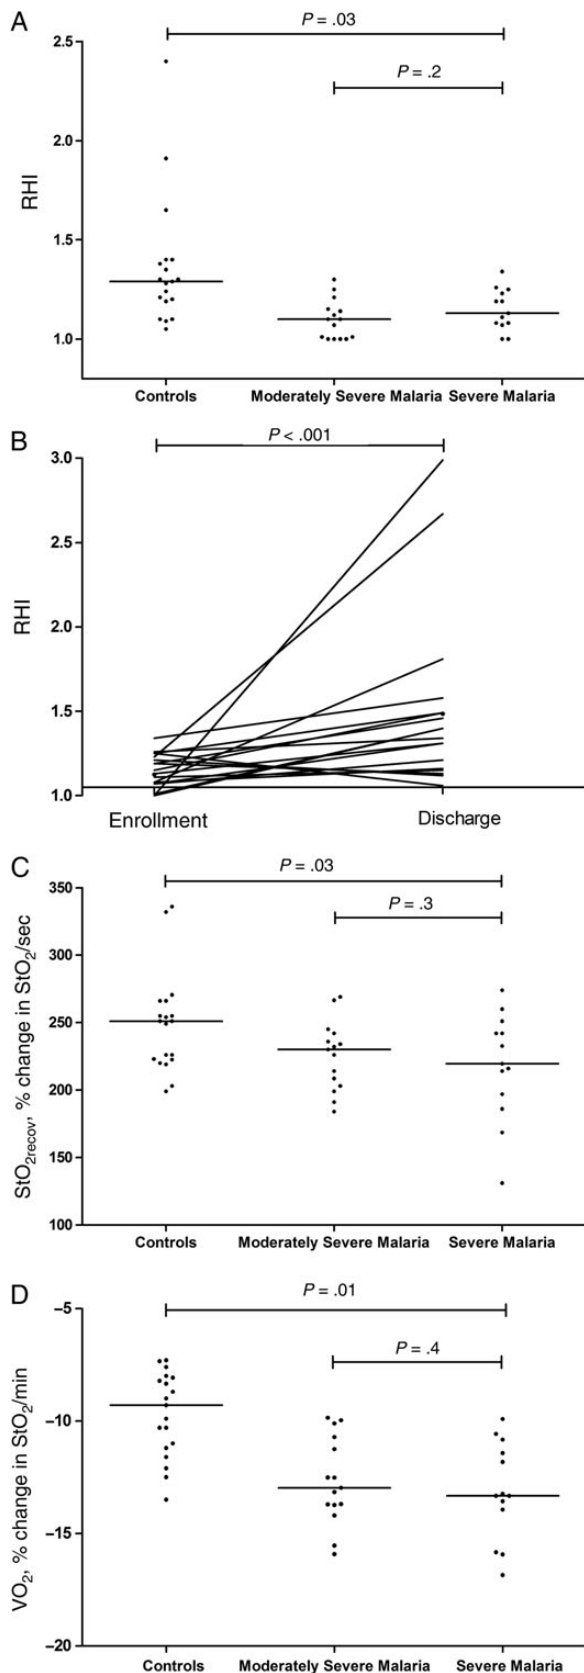 A
P = .03
P = .2
RHI
2.5
2.0
1.5
1.0
Controls
Moderately Severe Malaria
Severe Malaria
B
P < .001
RHI
3.0
2.5
2.0
1.5
1.0
Enrollment
Discharge
C
P = .03
P = .3
StO2recov, % change in StO2/sec
350
300
250
200
150
100
Controls
Moderately Severe Malaria
Severe Malaria
D
P = .01
P = .4
VO2, % change in StO2/min
–5
–10
–15
–20
Controls
Moderately Severe Malaria
Severe Malaria